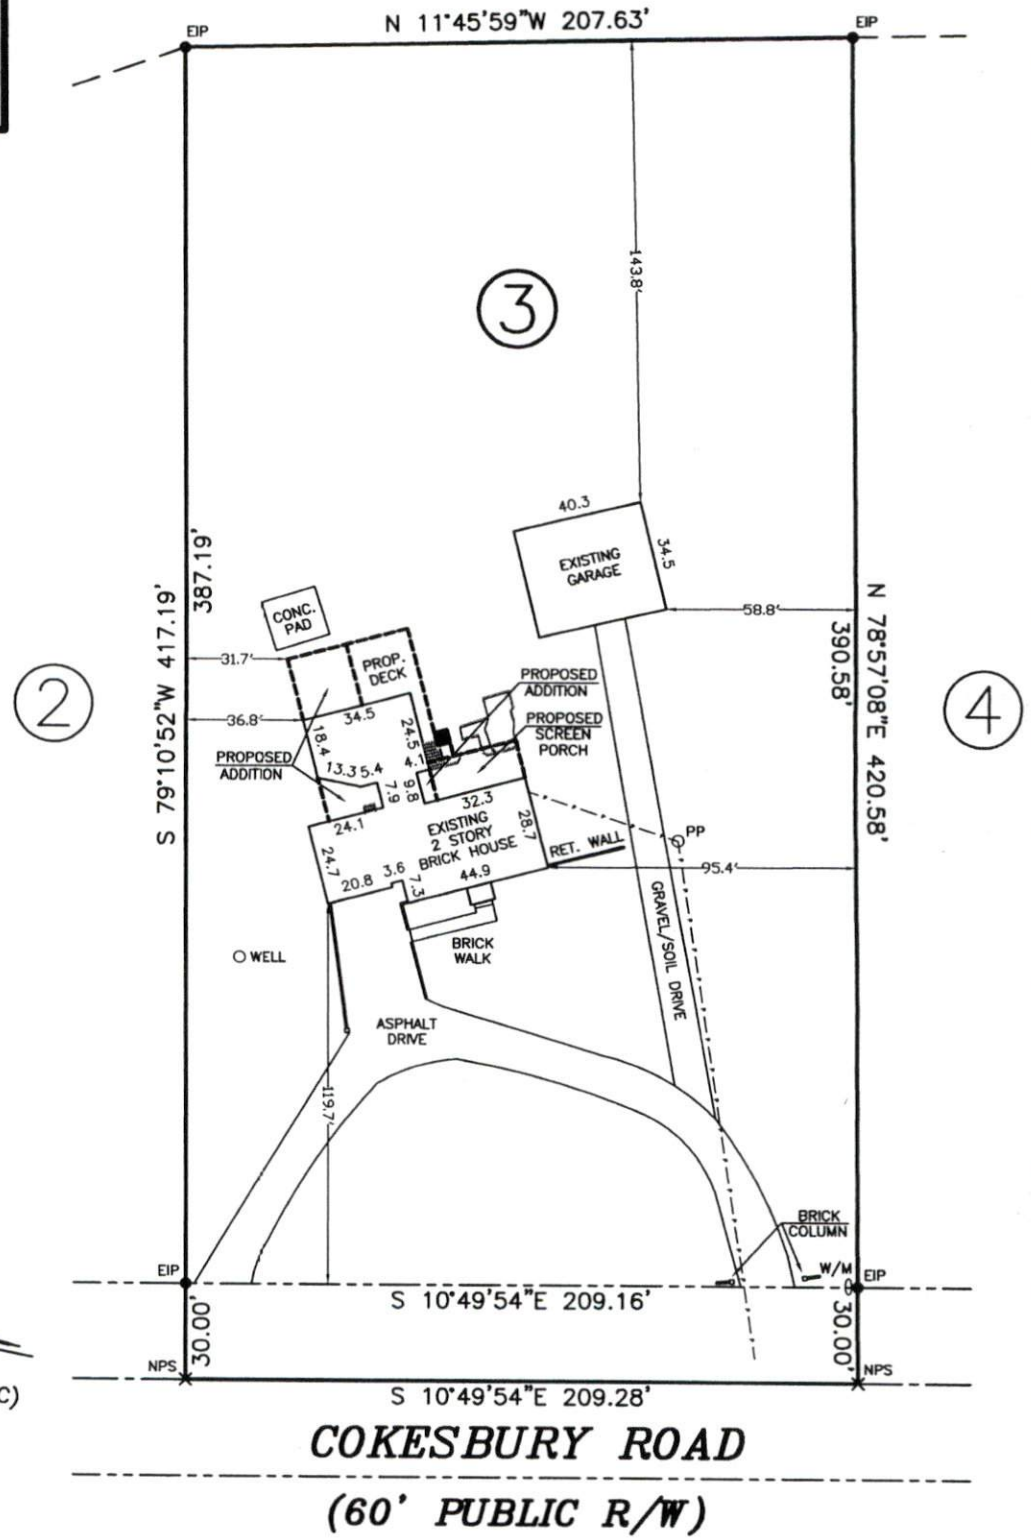 N 11°45'59"W 207.63'
EIP
EIP
143.8'
3
40.3
34.5
EXISTING
GARAGE
58.8'
S 79°10'52"W 417.19'
387.19'
N 78°57'08"E 420.58'
390.58'
2
4
CONC.
PAD
31.7'
PROP.
DECK
PROPOSED
ADDITION
PROPOSED
SCREEN
PORCH
36.8'
34.5
24.5
18.4
PROPOSED
ADDITION
13.3
5.4
4.1
7.9
9.8
32.3
24.1
EXISTING
2 STORY
BRICK HOUSE
28.7
24.7
20.8
3.6
7.3
44.9
RET. WALL
PP
95.4'
GRAVEL/SOIL DRIVE
WELL
BRICK
WALK
ASPHALT
DRIVE
119.7'
BRICK
COLUMN
W/M
EIP
EIP
S 10°49'54"E 209.16'
30.00'
30.00'
NPS
NPS
S 10°49'54"E 209.28'
C)
COKESBURY ROAD
(60' PUBLIC R/W)